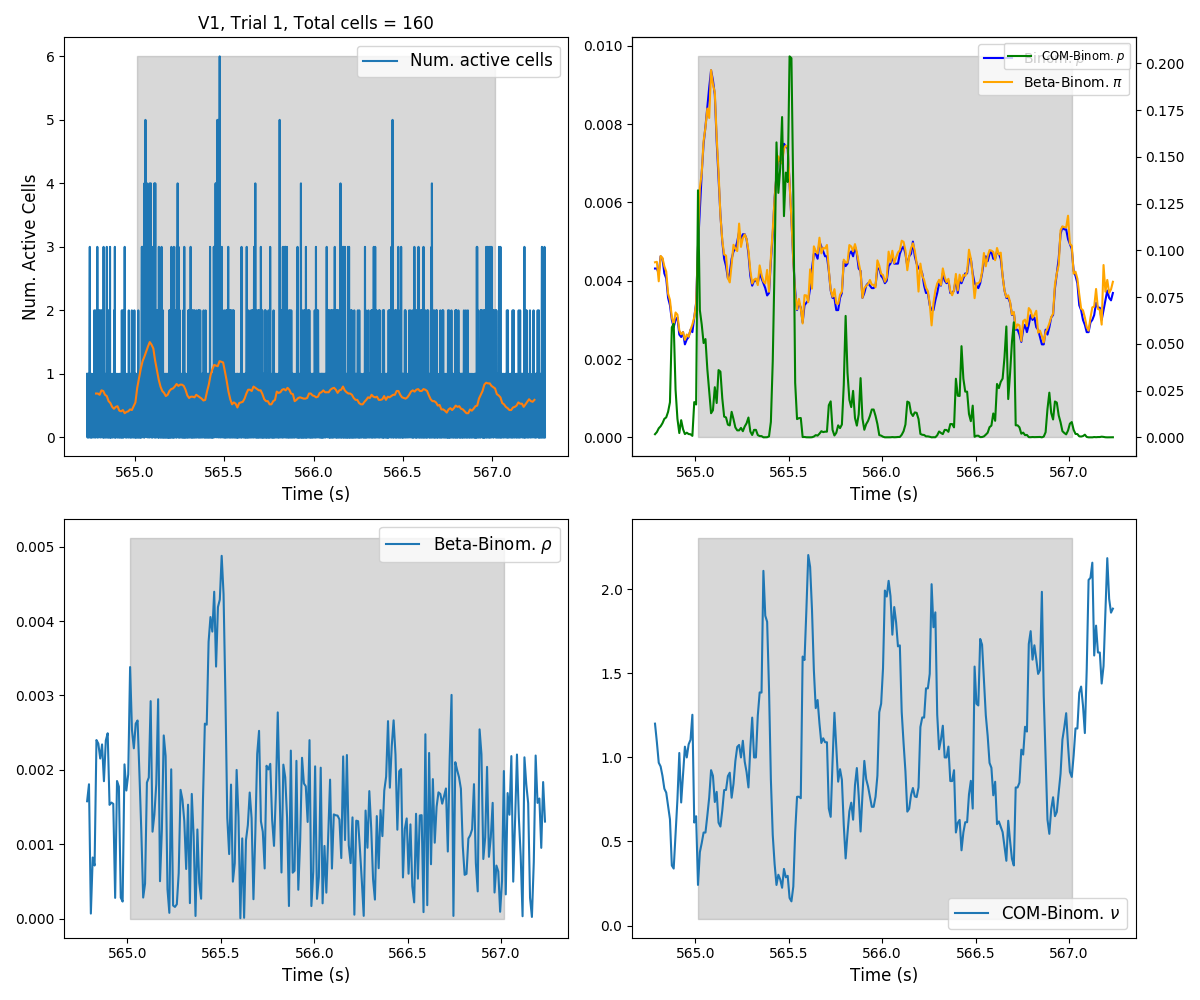 V1, Trial 1, Total cells = 160
Num. active cells
Num. Active Cells
6
5
4
3
2
1
0
565.0 565.5 566.0 566.5 567.0
Time (s)
COM-Binom. p
Beta-Binom. π
0.010
0.008
0.006
0.004
0.002
0.000
0.200
0.175
0.150
0.125
0.100
0.075
0.050
0.025
0.000
565.0 565.5 566.0 566.5 567.0
Time (s)
Beta-Binom. ρ
0.005
0.004
0.003
0.002
0.001
0.000
565.0 565.5 566.0 566.5 567.0
Time (s)
2.0
1.5
1.0
0.5
0.0
COM-Binom. ν
565.0 565.5 566.0 566.5 567.0
Time (s)